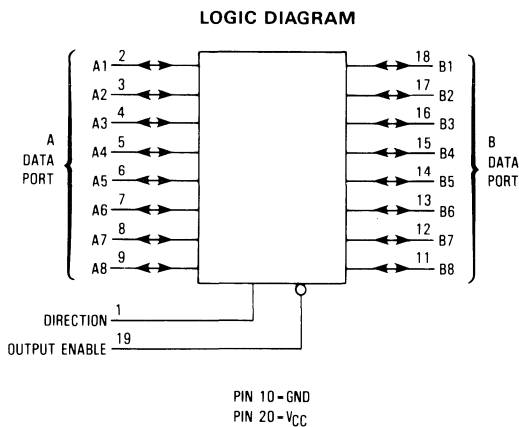 LOGIC DIAGRAM
A1 2
18 B1
A2 3
17 B2
A3 4
16 B3
A4 5
15 B4
A5 6
14 B5
A6 7
13 B6
A7 8
12 B7
A8 9
11 B8
A
DATA
PORT
B
DATA
PORT
DIRECTION 1
OUTPUT ENABLE 19
PIN 10=GND
PIN 20=VCC